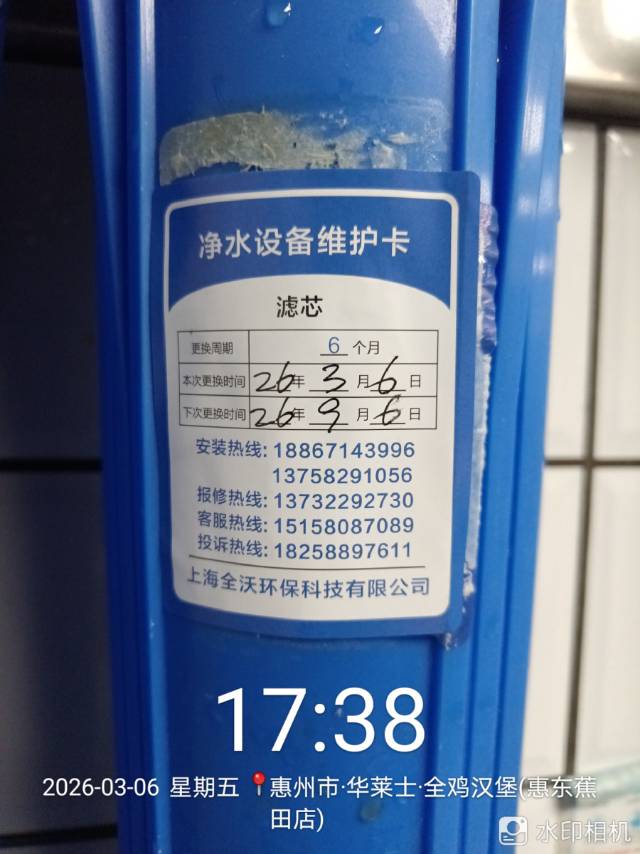 净水设备维护卡
滤芯
更换周期 6 个月
本次更换时间 26年 3 月 6 日
下次更换时间 26年 9 月 6 日
安装热线: 18867143996
13758291056
报修热线: 13732292730
客服热线: 15158087089
投诉热线: 18258897611
上海全沃环保科技有限公司
17:38
2026-03-06 星期五 📍惠州市·华莱士·全鸡汉堡(惠东蕉
田店)
水印相机